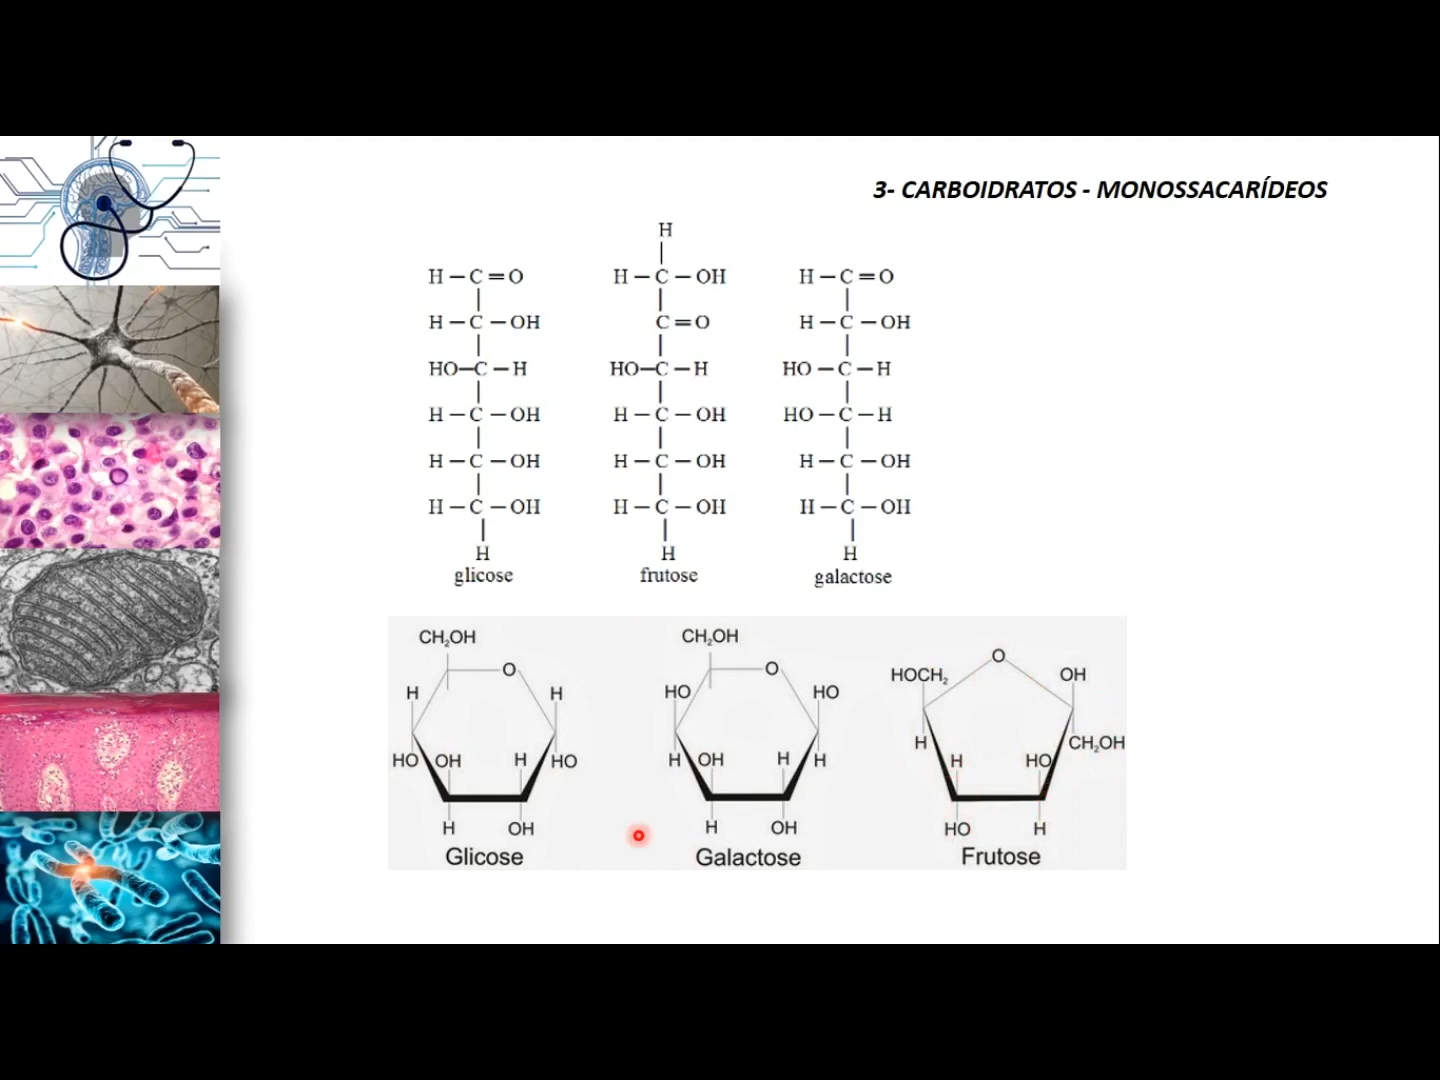 3- CARBOIDRATOS - MONOSSACARÍDEOS
H
H – C = O H – C – OH H – C = O
H – C – OH C = O H – C – OH
HO – C – H HO – C – H HO – C – H
H – C – OH H – C – OH HO – C – H
H – C – OH H – C – OH H – C – OH
H – C – OH H – C – OH H – C – OH
H H H
glicose frutose galactose
CH₂OH CH₂OH
O O O
HOCH₂ OH
H H HO HO
H CH₂OH
HO OH H HO H OH H H H HO
H OH H OH HO H
Glicose Galactose Frutose